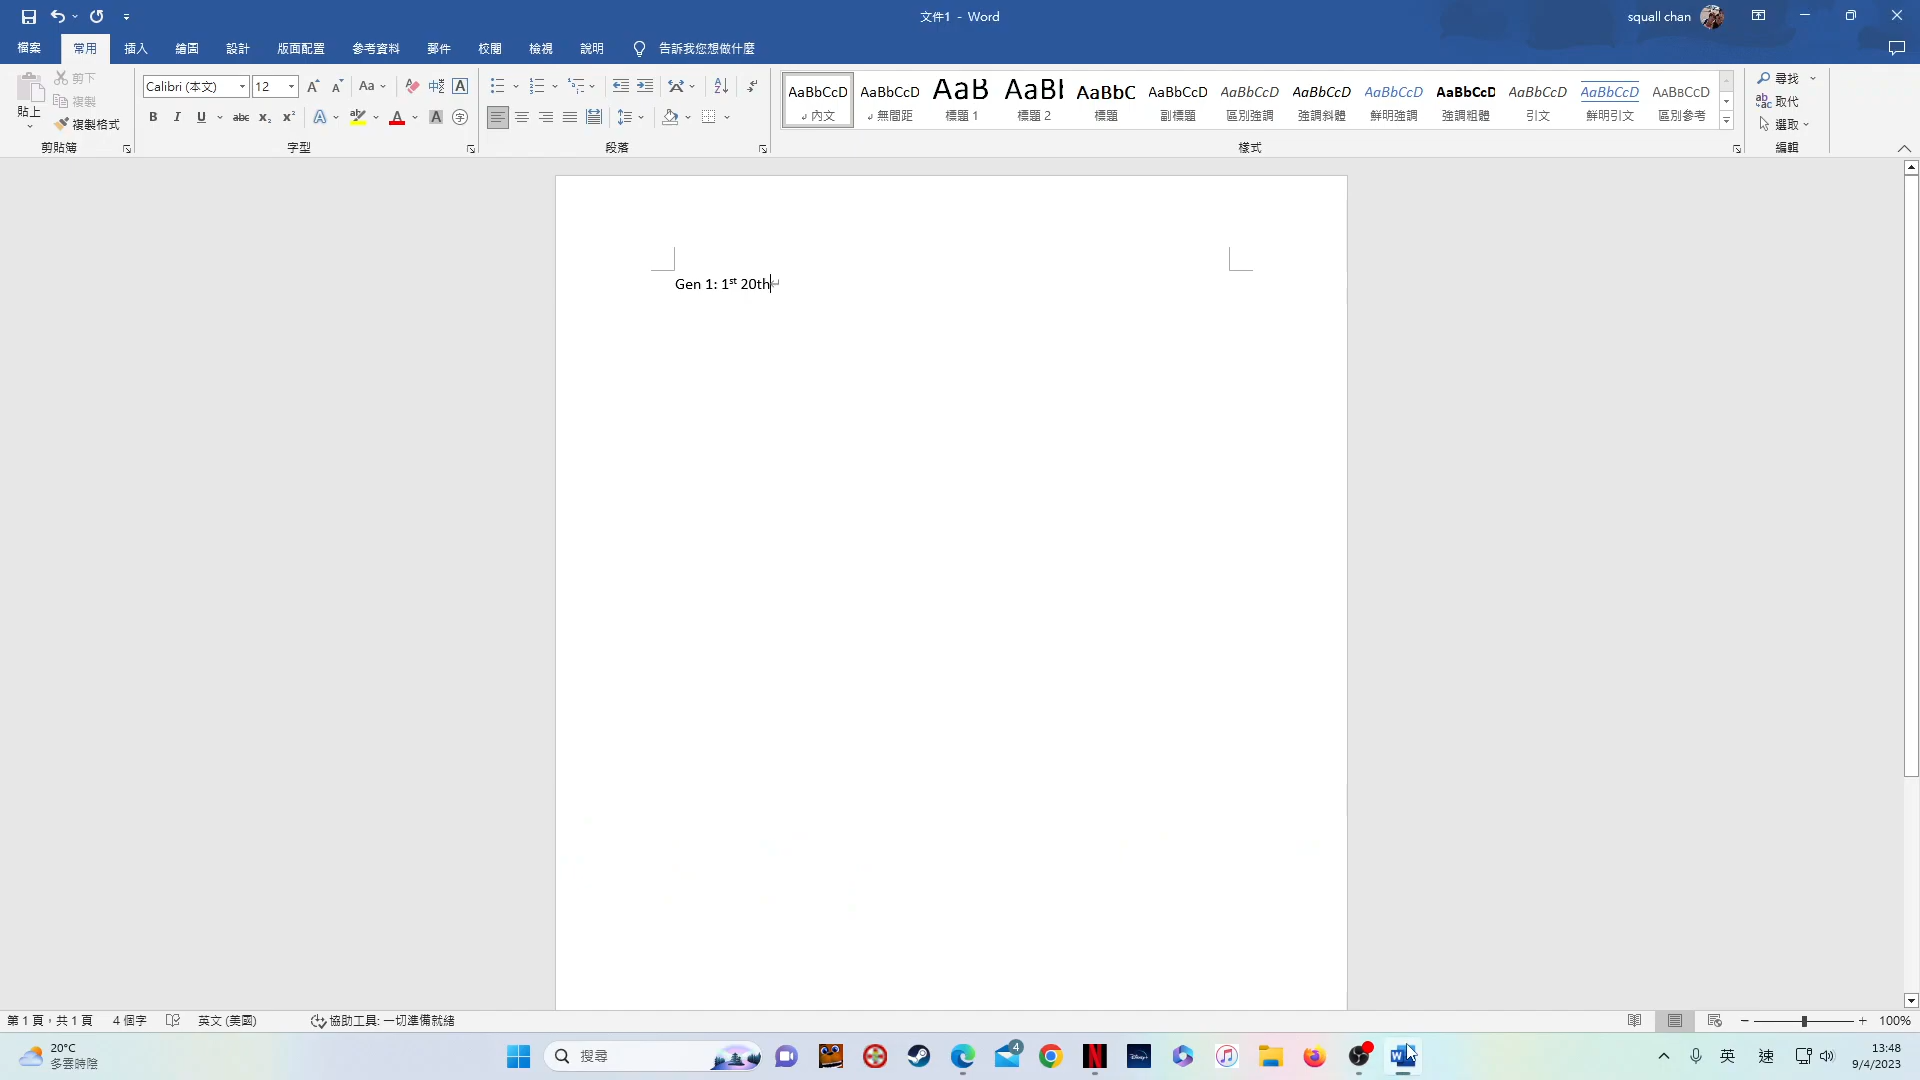 文件1 - Word
squall chan
檔案 常用 插入 繪圖 設計 版面配置 參考資料 郵件 校閱 檢視 說明 告訴我您想做什麼
貼上
剪下
複製
複製格式
剪貼簿
Calibri (本文) 12
字型
段落
AaBbCcD AaBbCcD AaB AaBl AaBbC AaBbCcD AaBbCcD AaBbCcD AaBbCcD AaBbCcD AaBbCcD AaBbCcD AaBbCcD
內文 無間距 標題 1 標題 2 標題 副標題 區別強調 強調斜體 鮮明強調 強調粗體 引文 鮮明引文 區別參考
樣式
尋找
取代
選取
編輯
Gen 1: 1st 20th
第 1 頁，共 1 頁 4 個字 英文 (美國) 協助工具: 一切準備就緒 100%
20°C
多雲時陰
搜尋
4
英 速
13:48
9/4/2023